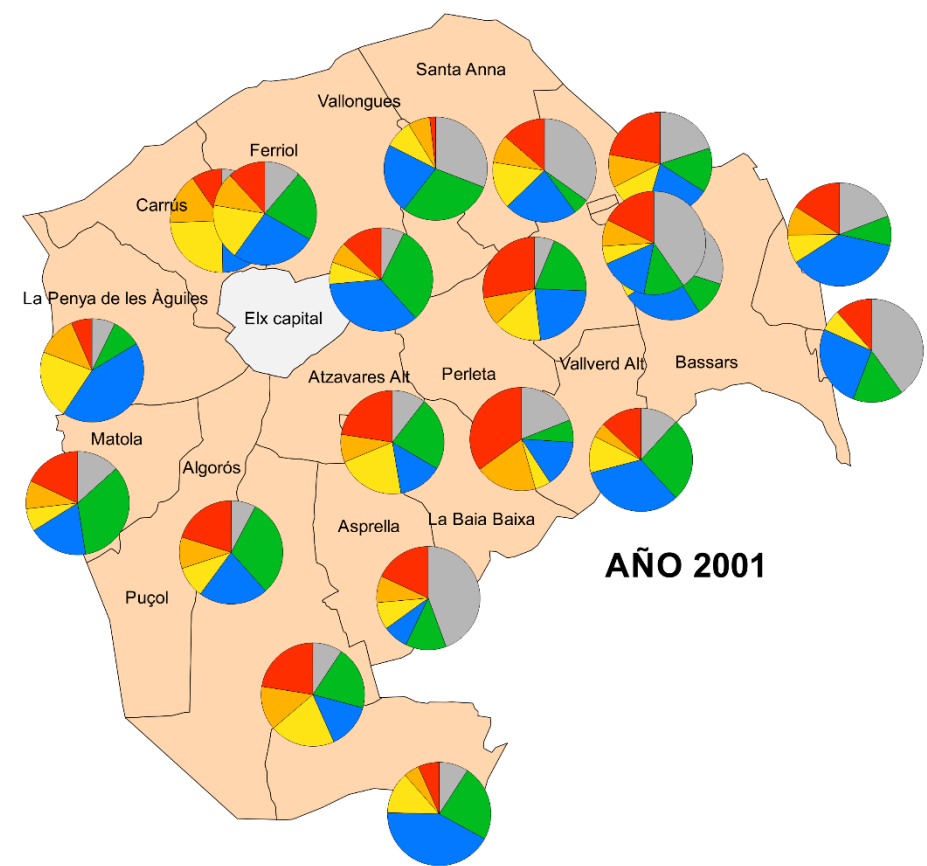 Santa Anna
Vallongues
Ferriol
Carrús
La Penya de les Àguiles
Elx capital
Atzavares Alt
Perleta
Vallverd Alt
Bassars
Matola
Algorós
Asprella
La Baia Baixa
AÑO 2001
Puçol